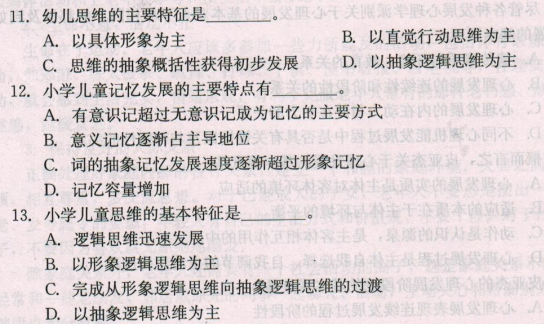 11. 幼儿思维的主要特征是________。
A. 以具体形象为主 B. 以直觉行动思维为主
C. 思维的抽象概括性获得初步发展 D. 以抽象逻辑思维为主
12. 小学儿童记忆发展的主要特点有________。
A. 有意识记超过无意识记成为记忆的主要方式
B. 意义记忆逐渐占主导地位
C. 词的抽象记忆发展速度逐渐超过形象记忆
D. 记忆容量增加
13. 小学儿童思维的基本特征是________。
A. 逻辑思维迅速发展
B. 以形象逻辑思维为主
C. 完成从形象逻辑思维向抽象逻辑思维的过渡
D. 以抽象逻辑思维为主